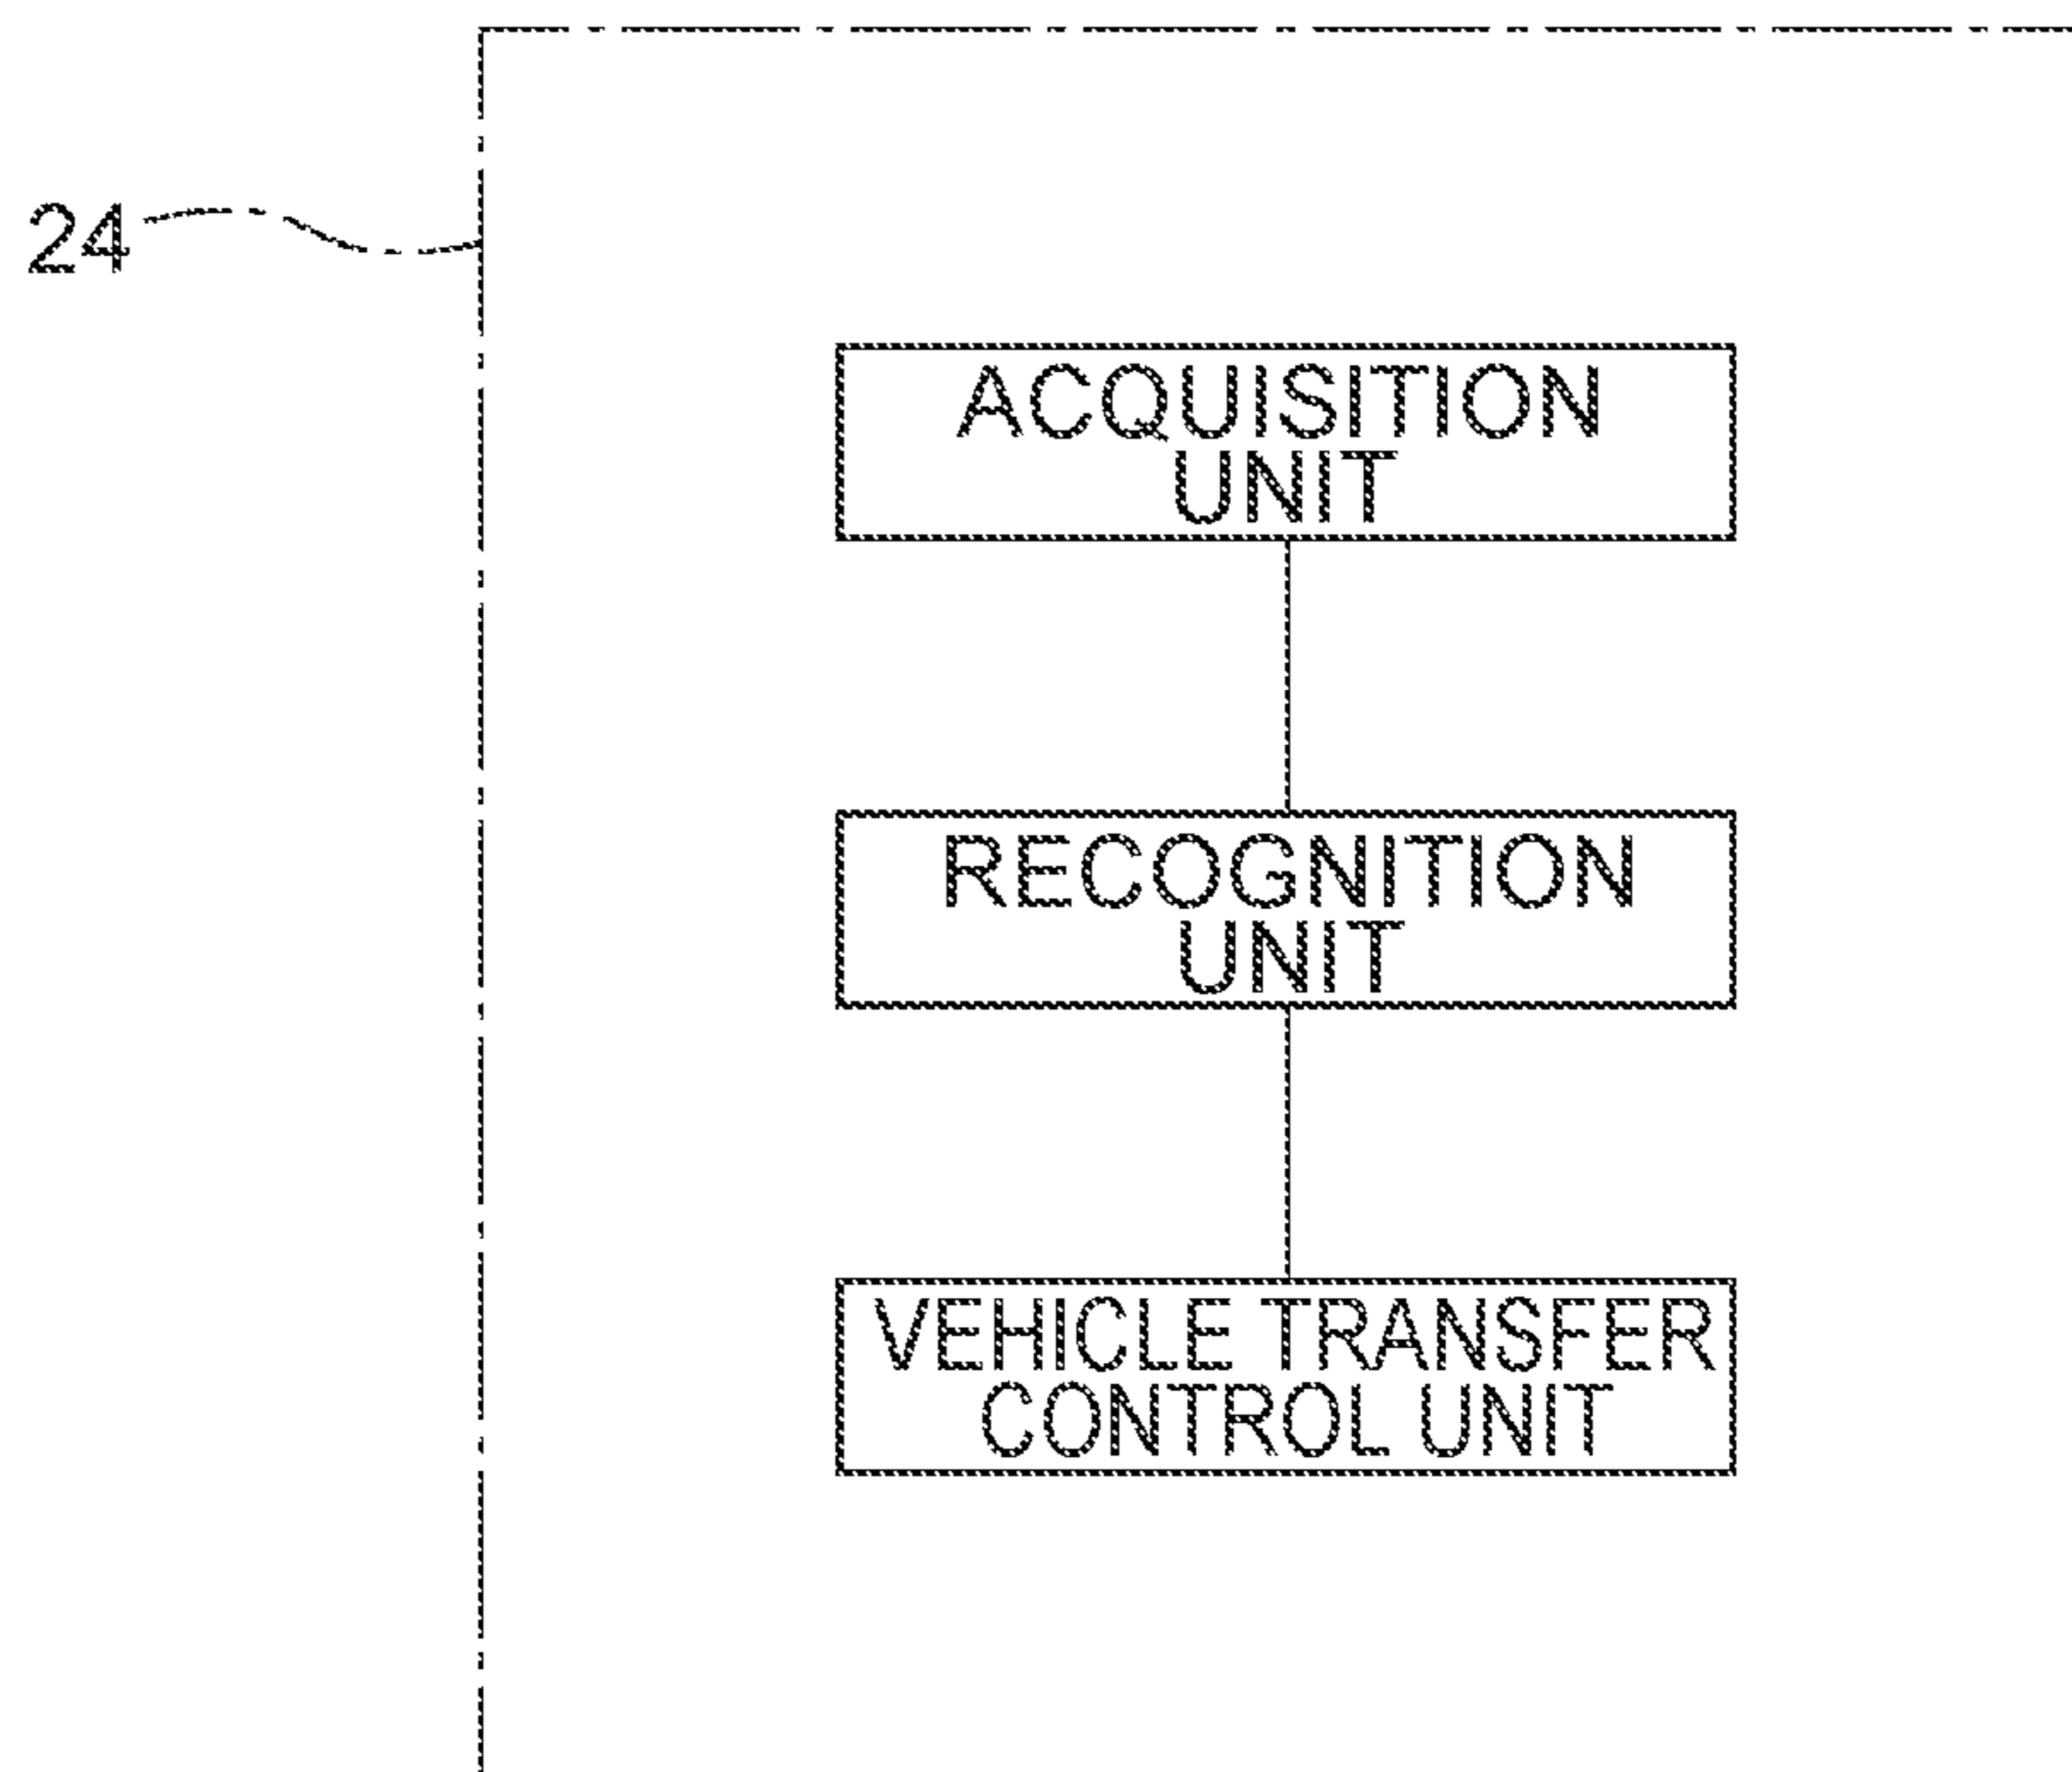 24
ACQUISITION
UNIT
RECOGNITION
UNIT
VEHICLE TRANSFER
CONTROL UNIT